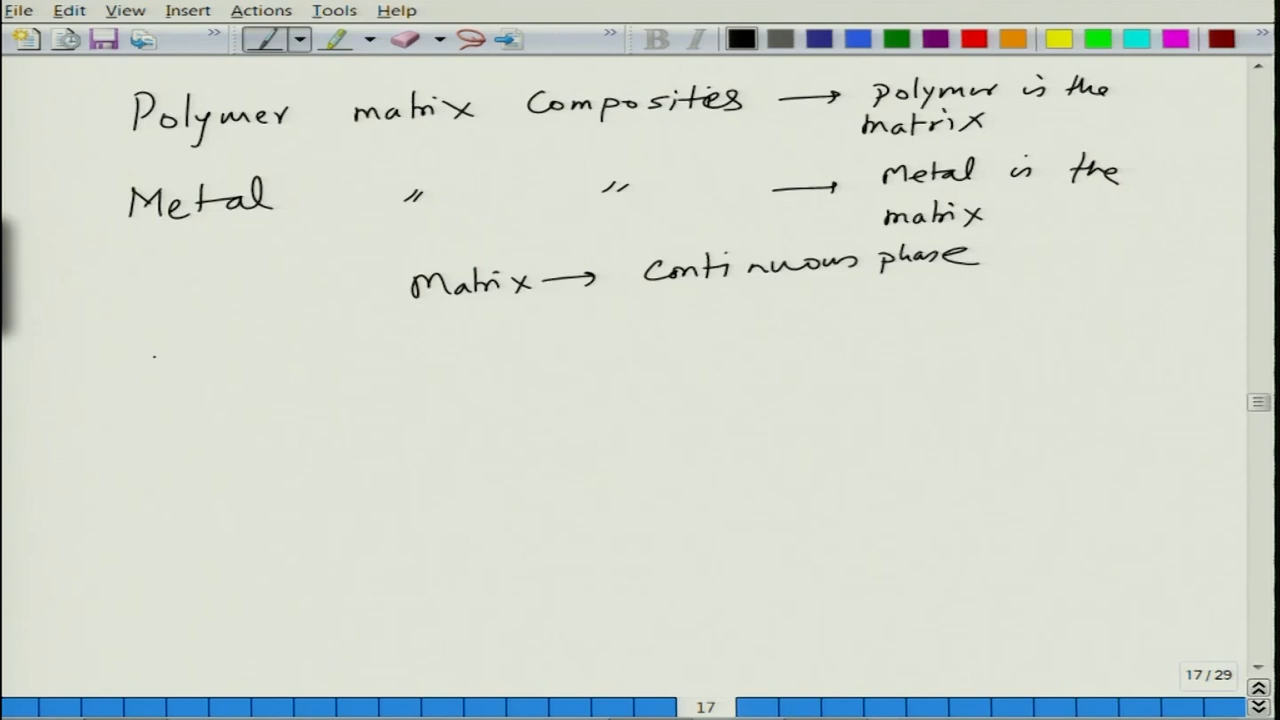 File Edit View Insert Actions Tools Help
B I
Polymer matrix Composities → polymer is the
matrix
Metal " " → Metal is the
matrix
Matrix → Continuous phase
17 / 29
17